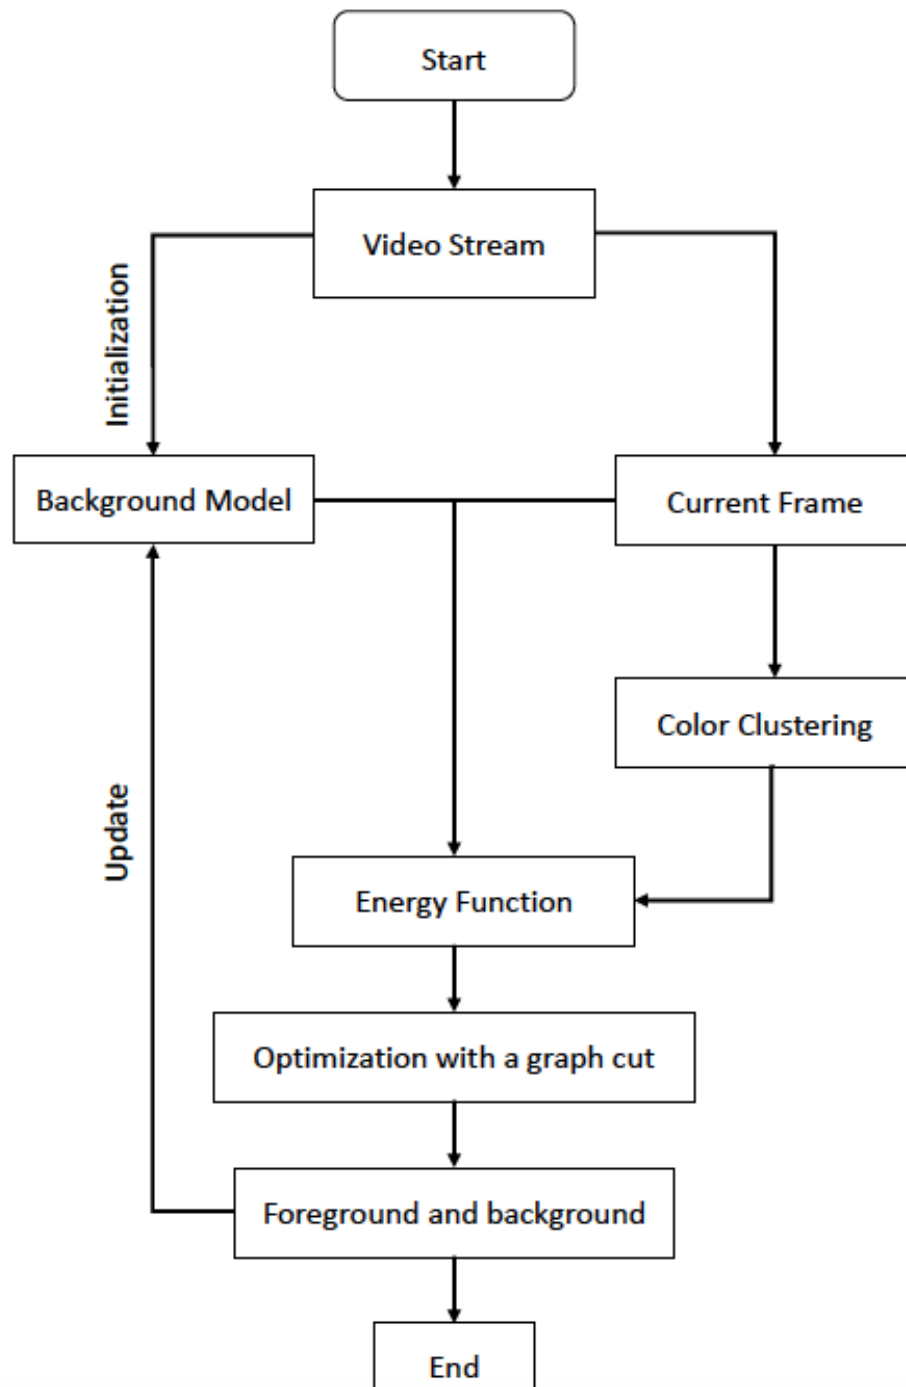 Start
Video Stream
Initialization
Background Model
Current Frame
Color Clustering
Update
Energy Function
Optimization with a graph cut
Foreground and background
End